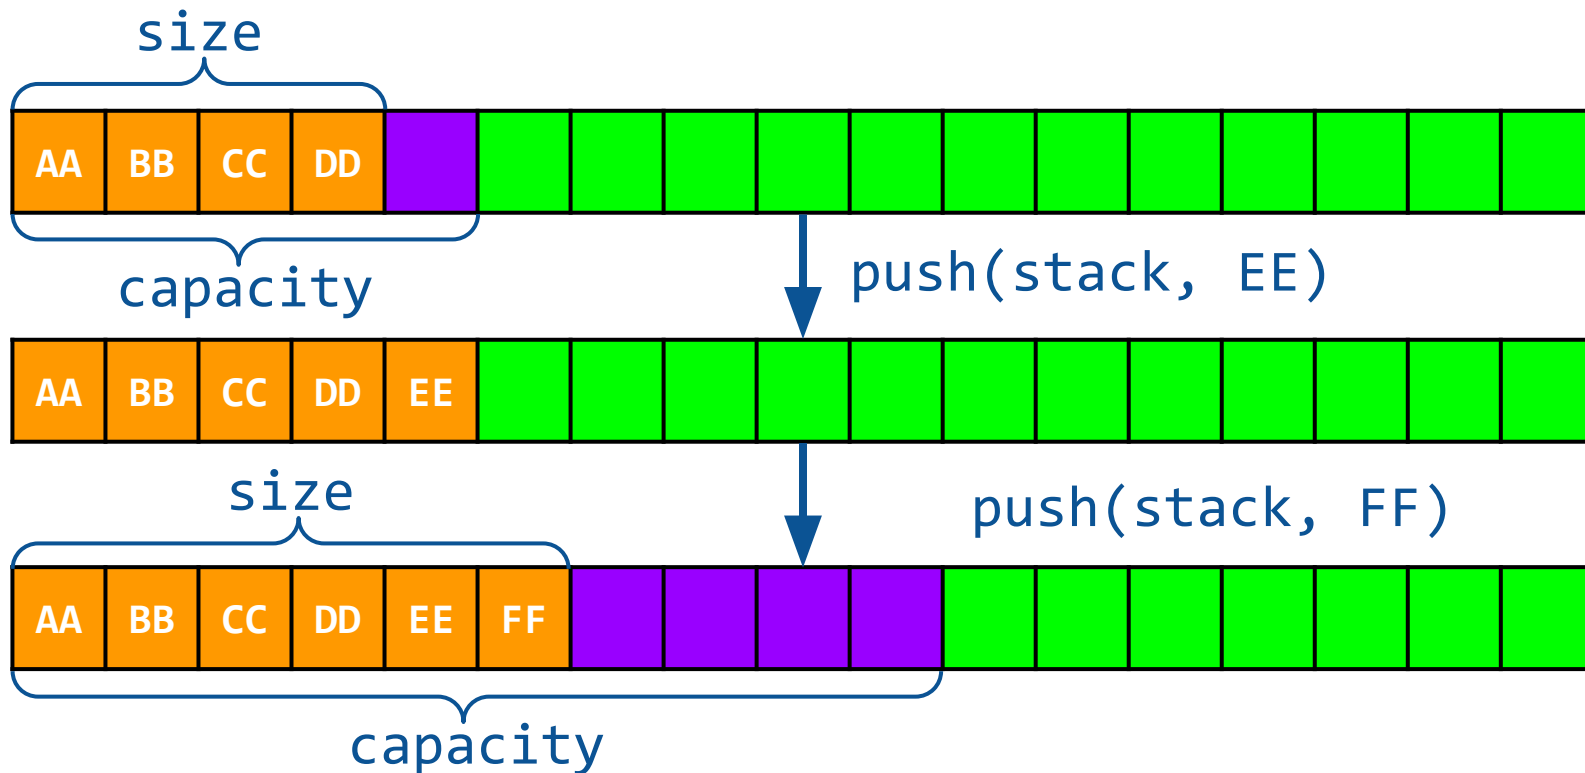 size
AA BB CC DD
capacity
push(stack, EE)
AA BB CC DD EE
size
push(stack, FF)
AA BB CC DD EE FF
capacity